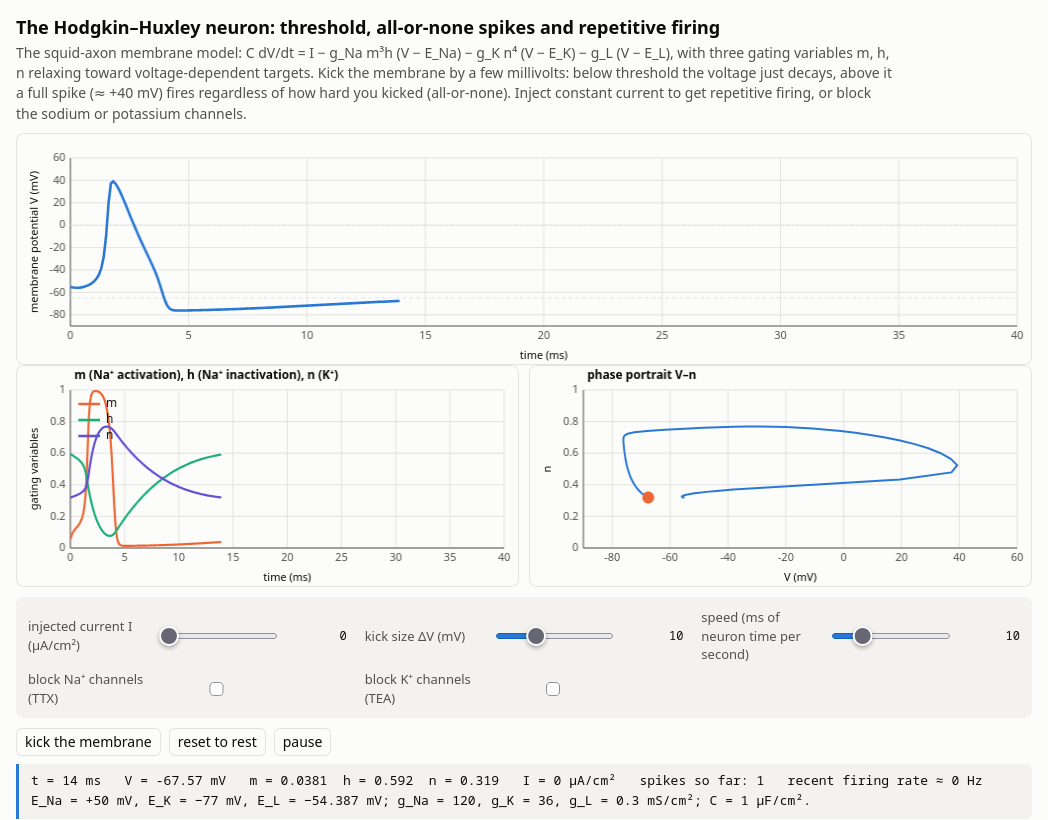 The Hodgkin–Huxley neuron: threshold, all-or-none spikes and repetitive firing
The squid-axon membrane model: C dV/dt = I − g_Na m³h (V − E_Na) − g_K n⁴ (V − E_K) − g_L (V − E_L), with three gating variables m, h,
n relaxing toward voltage-dependent targets. Kick the membrane by a few millivolts: below threshold the voltage just decays, above it
a full spike (≈ +40 mV) fires regardless of how hard you kicked (all-or-none). Inject constant current to get repetitive firing, or block
the sodium or potassium channels.
membrane potential V (mV)
60
40
20
0
-20
-40
-60
-80
0 5 10 15 20 25 30 35 40
time (ms)
m (Na⁺ activation), h (Na⁺ inactivation), n (K⁺)
gating variables
1
0.8
0.6
0.4
0.2
0
m
h
n
0 5 10 15 20 25 30 35 40
time (ms)
phase portrait V–n
n
1
0.8
0.6
0.4
0.2
0
-80 -60 -40 -20 0 20 40 60
V (mV)
injected current I
(µA/cm²)
0
kick size ΔV (mV)
10
speed (ms of
neuron time per
second)
10
block Na⁺ channels
(TTX)
block K⁺ channels
(TEA)
kick the membrane
reset to rest
pause
t = 14 ms V = -67.57 mV m = 0.0381 h = 0.592 n = 0.319 I = 0 µA/cm² spikes so far: 1 recent firing rate ≈ 0 Hz
E_Na = +50 mV, E_K = −77 mV, E_L = −54.387 mV; g_Na = 120, g_K = 36, g_L = 0.3 mS/cm²; C = 1 µF/cm².